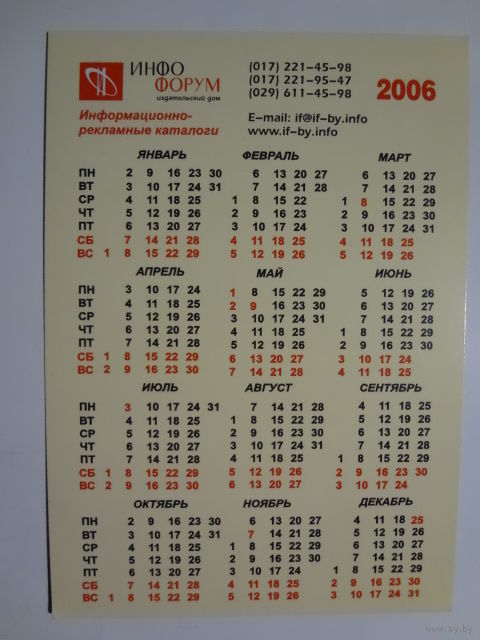 ИНФО
ФОРУМ
издательский дом
Информационно-
рекламные каталоги
(017) 221-45-98
(017) 221-95-47
(029) 611-45-98
E-mail: if@if-by.info
www.if-by.info
2006
ЯНВАРЬ ФЕВРАЛЬ МАРТ
ПН 2 9 16 23 30 6 13 20 27 6 13 20 27
ВТ 3 10 17 24 31 7 14 21 28 7 14 21 28
СР 4 11 18 25 1 8 15 22 1 8 15 22 29
ЧТ 5 12 19 26 2 9 16 23 2 9 16 23 30
ПТ 6 13 20 27 3 10 17 24 3 10 17 24 31
СБ 7 14 21 28 4 11 18 25 4 11 18 25
ВС 1 8 15 22 29 5 12 19 26 5 12 19 26
АПРЕЛЬ МАЙ ИЮНЬ
ПН 3 10 17 24 1 8 15 22 29 5 12 19 26
ВТ 4 11 18 25 2 9 16 23 30 6 13 20 27
СР 5 12 19 26 3 10 17 24 31 7 14 21 28
ЧТ 6 13 20 27 4 11 18 25 1 8 15 22 29
ПТ 7 14 21 28 5 12 19 26 2 9 16 23 30
СБ 1 8 15 22 29 6 13 20 27 3 10 17 24
ВС 2 9 16 23 30 7 14 21 28 4 11 18 25
ИЮЛЬ АВГУСТ СЕНТЯБРЬ
ПН 3 10 17 24 31 7 14 21 28 4 11 18 25
ВТ 4 11 18 25 1 8 15 22 29 5 12 19 26
СР 5 12 19 26 2 9 16 23 30 6 13 20 27
ЧТ 6 13 20 27 3 10 17 24 31 7 14 21 28
ПТ 7 14 21 28 4 11 18 25 1 8 15 22 29
СБ 1 8 15 22 29 5 12 19 26 2 9 16 23 30
ВС 2 9 16 23 30 6 13 20 27 3 10 17 24
ОКТЯБРЬ НОЯБРЬ ДЕКАБРЬ
ПН 2 9 16 23 30 6 13 20 27 4 11 18 25
ВТ 3 10 17 24 31 7 14 21 28 5 12 19 26
СР 4 11 18 25 1 8 15 22 29 6 13 20 27
ЧТ 5 12 19 26 2 9 16 23 30 7 14 21 28
ПТ 6 13 20 27 3 10 17 24 1 8 15 22 29
СБ 7 14 21 28 4 11 18 25 2 9 16 23 30
ВС 1 8 15 22 29 5 12 19 26 3 10 17 24 31
ay.by